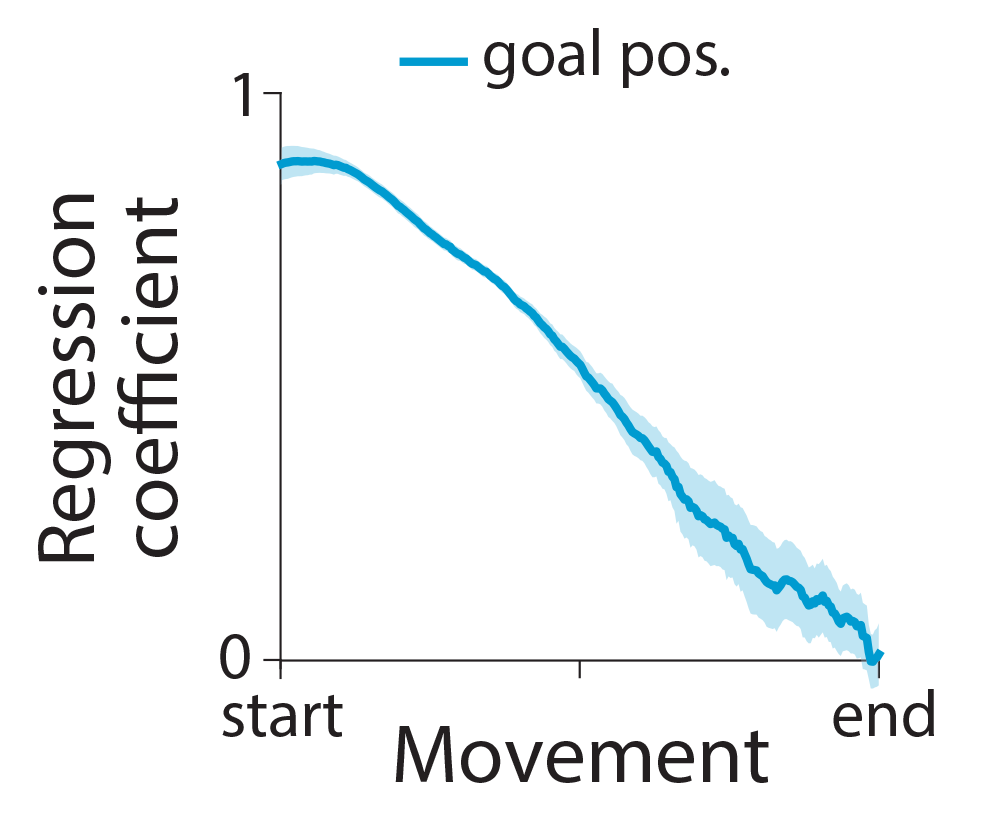 goal pos.
1
Regression
coefficient
0
start
end
Movement